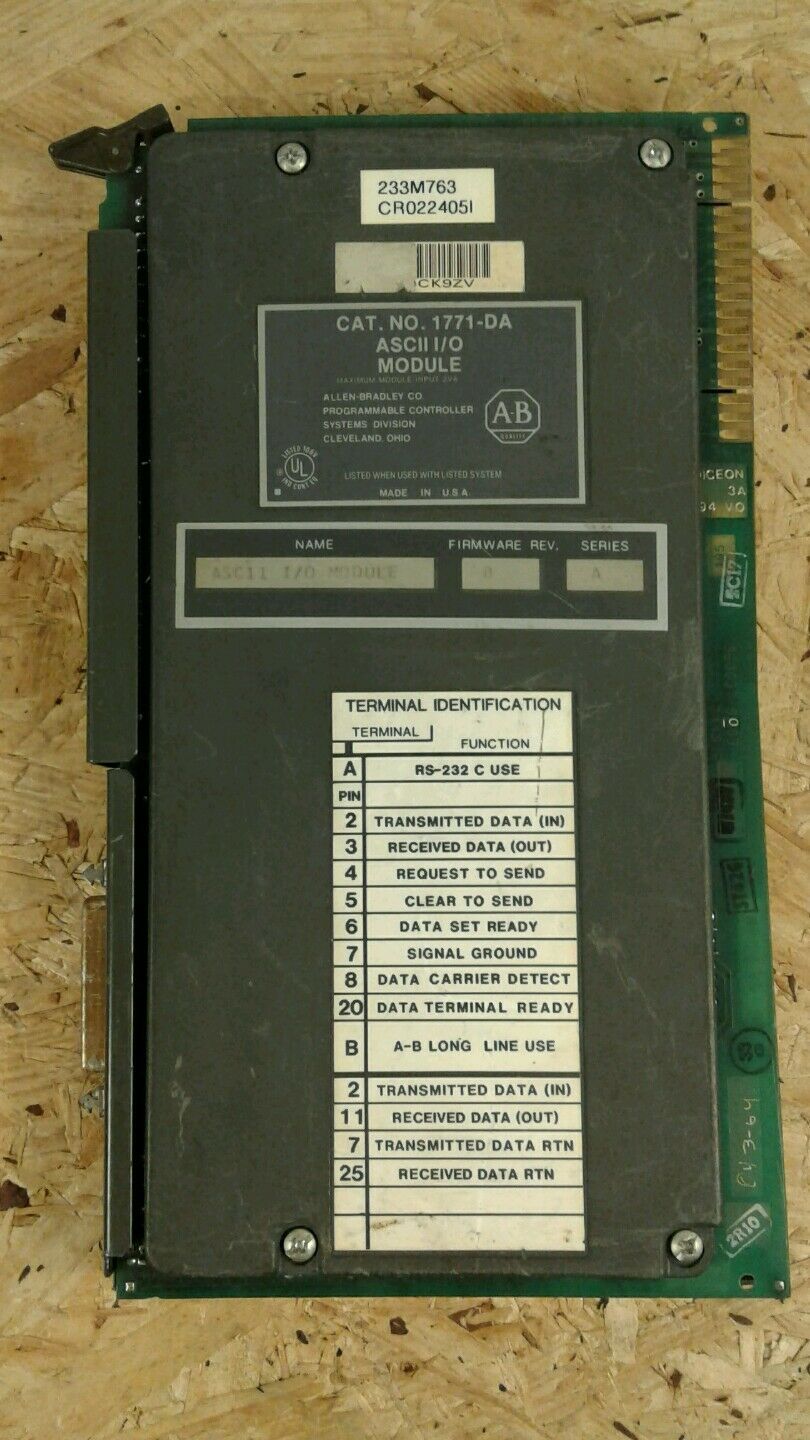 233M763
CR022405I
CK9ZV
CAT. NO. 1771-DA
ASCII I/O
MODULE
MAXIMUM MODULE INPUT
ALLEN-BRADLEY CO.
PROGRAMMABLE CONTROLLER
SYSTEMS DIVISION
CLEVELAND, OHIO
A-B
QUALITY
UL
LISTED WHEN USED WITH LISTED SYSTEM
MADE IN U.S.A.
NAME FIRMWARE REV. SERIES
ASCII I/O MODULE A
TERMINAL IDENTIFICATION
TERMINAL
FUNCTION
A RS-232 C USE
PIN
2 TRANSMITTED DATA (IN)
3 RECEIVED DATA (OUT)
4 REQUEST TO SEND
5 CLEAR TO SEND
6 DATA SET READY
7 SIGNAL GROUND
8 DATA CARRIER DETECT
20 DATA TERMINAL READY
B A-B LONG LINE USE
2 TRANSMITTED DATA (IN)
11 RECEIVED DATA (OUT)
7 TRANSMITTED DATA RTN
25 RECEIVED DATA RTN
3A
94 VO
2C17
10
2R10